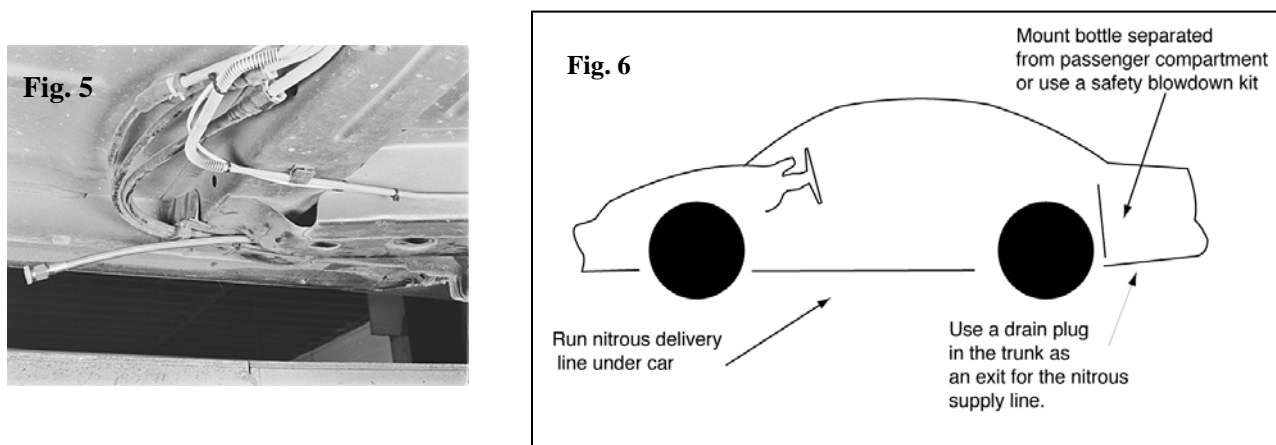 Fig. 5
Fig. 6
Mount bottle separated
from passenger compartment
or use a safety blowdown kit
Run nitrous delivery
line under car
Use a drain plug
in the trunk as
an exit for the nitrous
supply line.